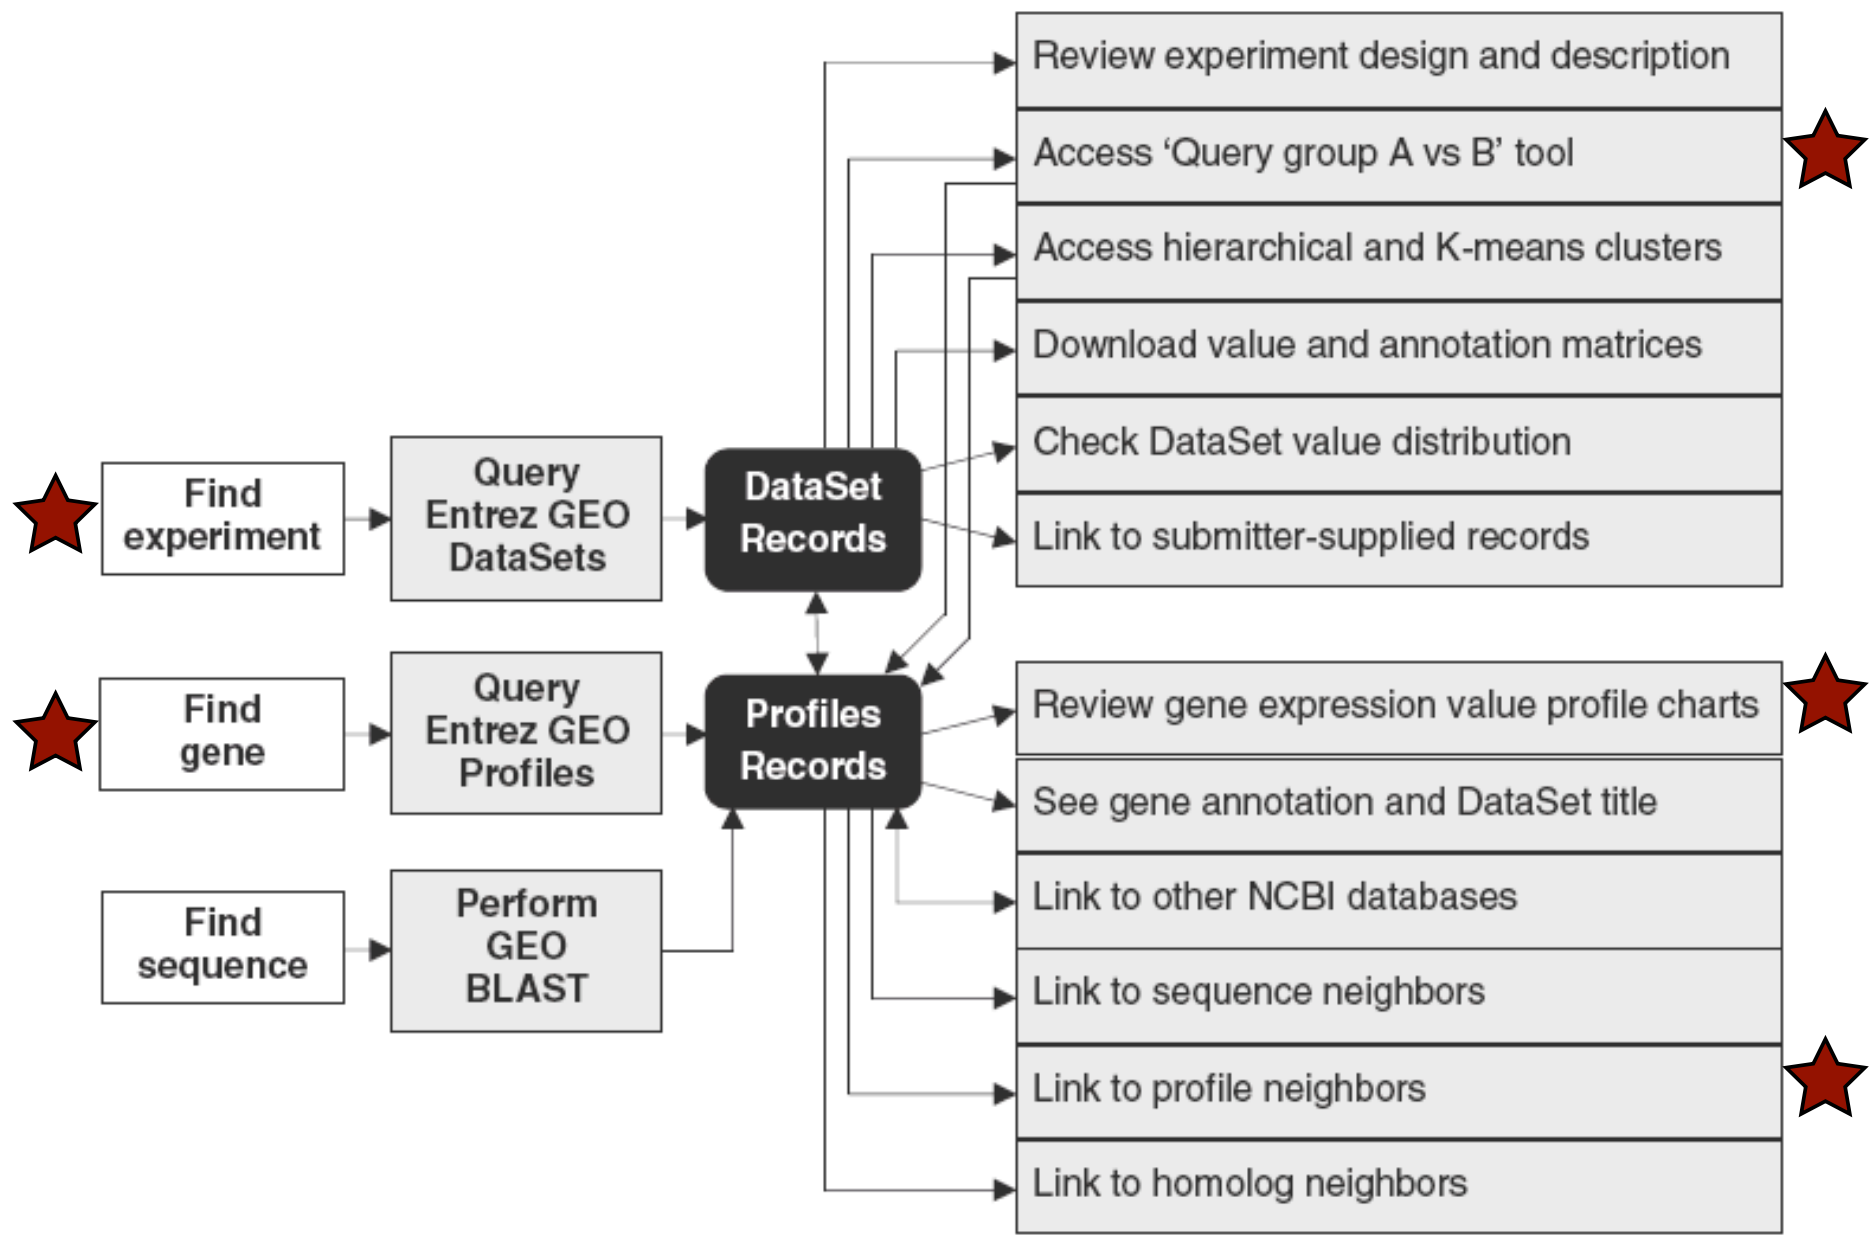 Review experiment design and description
Access ‘Query group A vs B’ tool
Access hierarchical and K-means clusters
Download value and annotation matrices
Check DataSet value distribution
Link to submitter-supplied records
Find
experiment
Query
Entrez GEO
DataSets
DataSet
Records
Find
gene
Query
Entrez GEO
Profiles
Profiles
Records
Review gene expression value profile charts
See gene annotation and DataSet title
Link to other NCBI databases
Link to sequence neighbors
Link to profile neighbors
Link to homolog neighbors
Find
sequence
Perform
GEO
BLAST